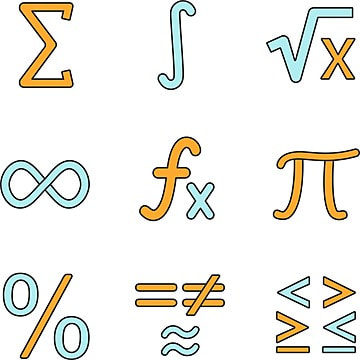 Σ ∫ √x
∞ fx π
% = ≠ ≈ < > ≥ ≤